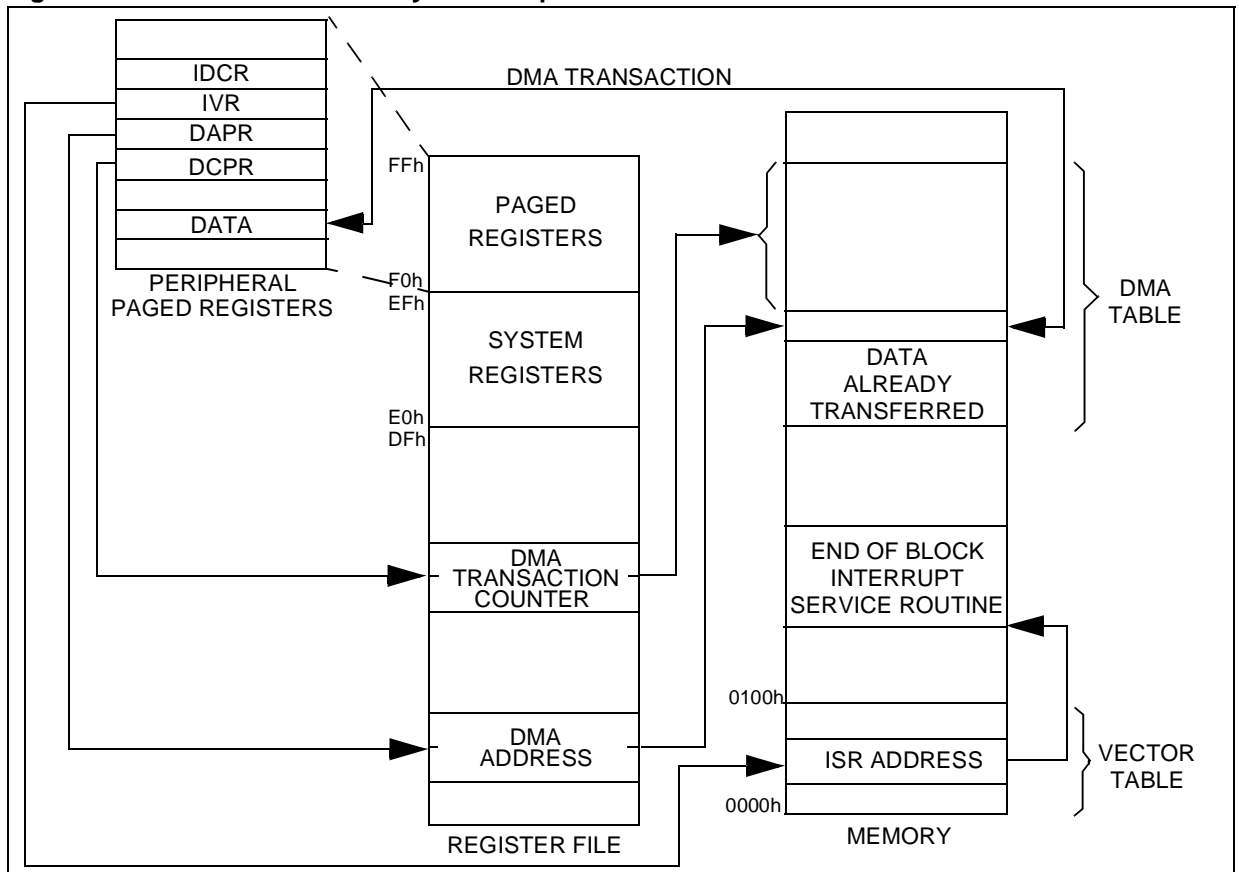 DMA TRANSACTION
IDCR
IVR
DAPR
DCPR
DATA
PERIPHERAL
PAGED REGISTERS
FFh
PAGED
REGISTERS
F0h
EFh
SYSTEM
REGISTERS
E0h
DFh
DMA
TRANSACTION
COUNTER
DMA
ADDRESS
REGISTER FILE
DATA
ALREADY
TRANSFERRED
DMA
TABLE
END OF BLOCK
INTERRUPT
SERVICE ROUTINE
0100h
ISR ADDRESS
0000h
VECTOR
TABLE
MEMORY